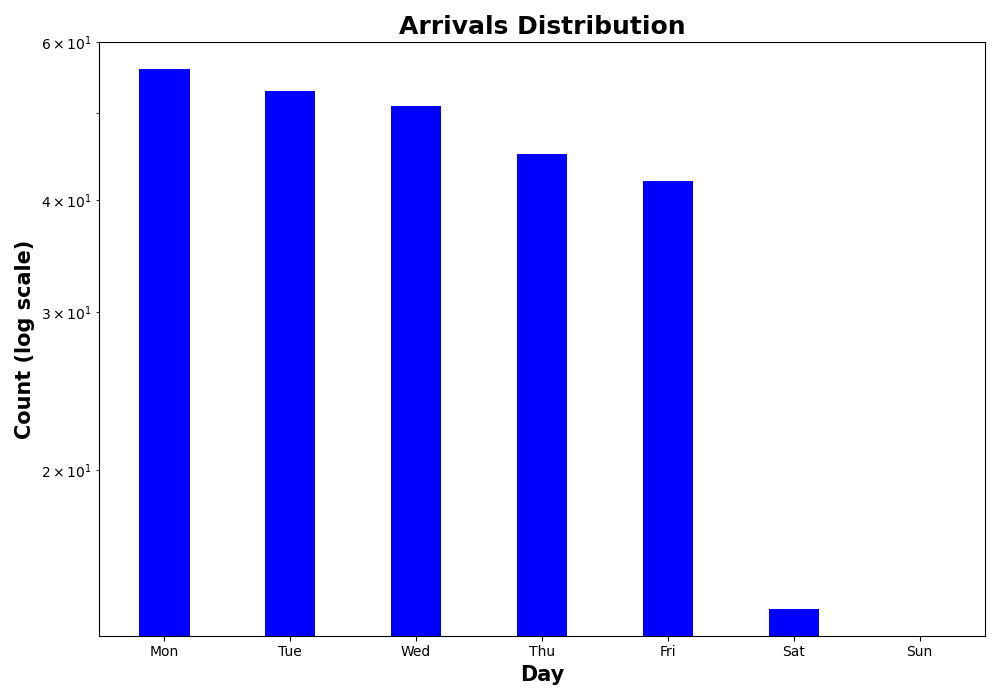 Arrivals Distribution
6 × 10¹
4 × 10¹
3 × 10¹
2 × 10¹
Count (log scale)
Mon Tue Wed Thu Fri Sat Sun
Day